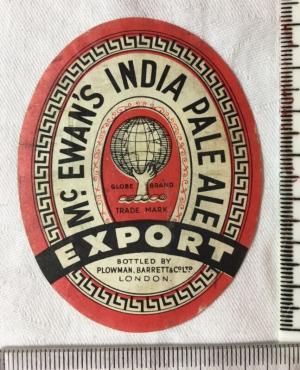 McEWAN'S INDIA PALE ALE
GLOBE BRAND
TRADE MARK
EXPORT
BOTTLED BY
PLOWMAN, BARRETT & Co LTD
LONDON.